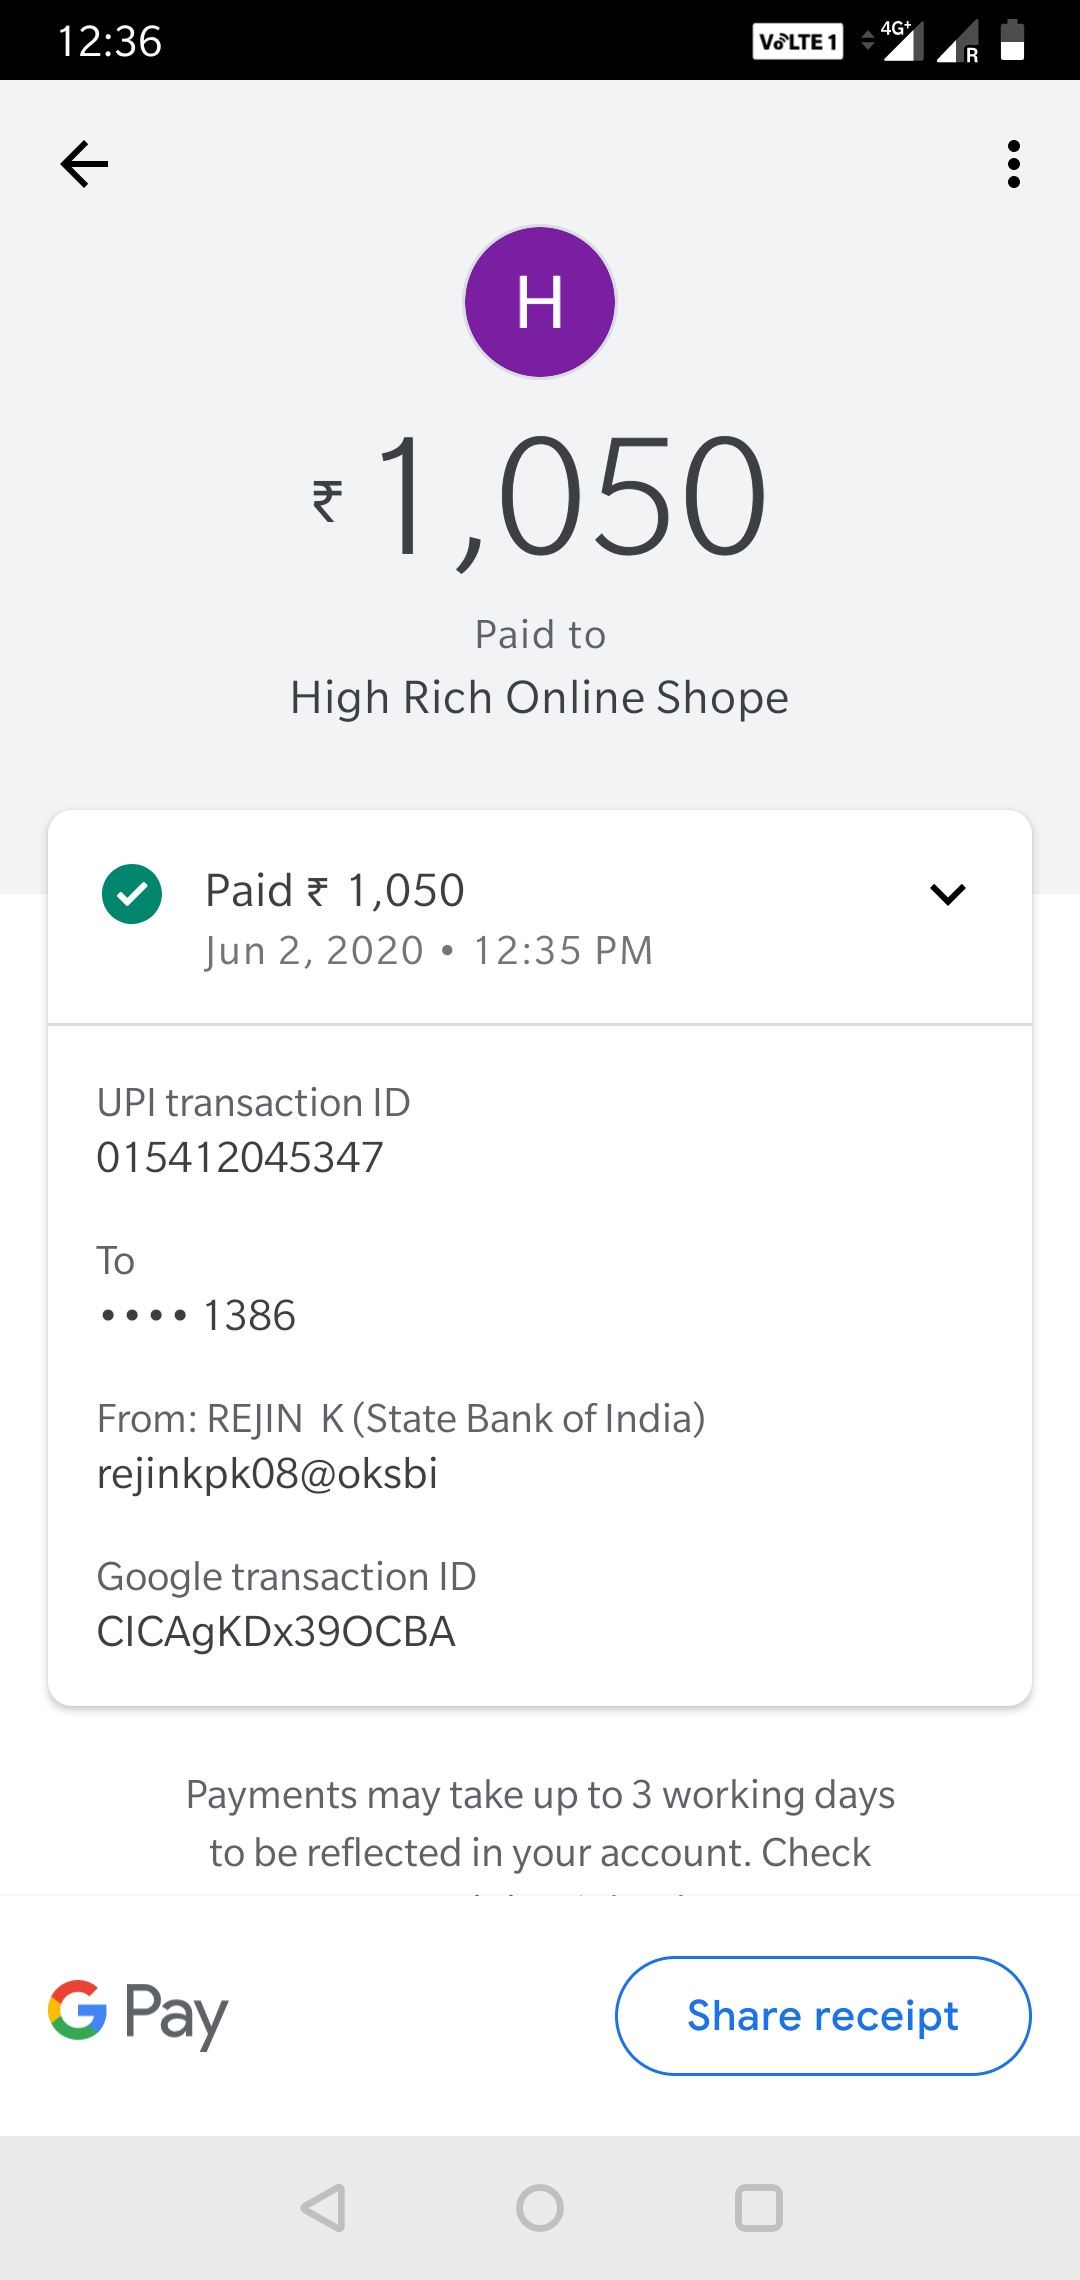 12:36
VoLTE 1
4G+
R
H
₹ 1,050
Paid to
High Rich Online Shope
Paid ₹ 1,050
Jun 2, 2020 • 12:35 PM
UPI transaction ID
015412045347
To
•••• 1386
From: REJIN  K (State Bank of India)
rejinkpk08@oksbi
Google transaction ID
CICAgKDx39OCBA
Payments may take up to 3 working days
to be reflected in your account. Check
G Pay
Share receipt